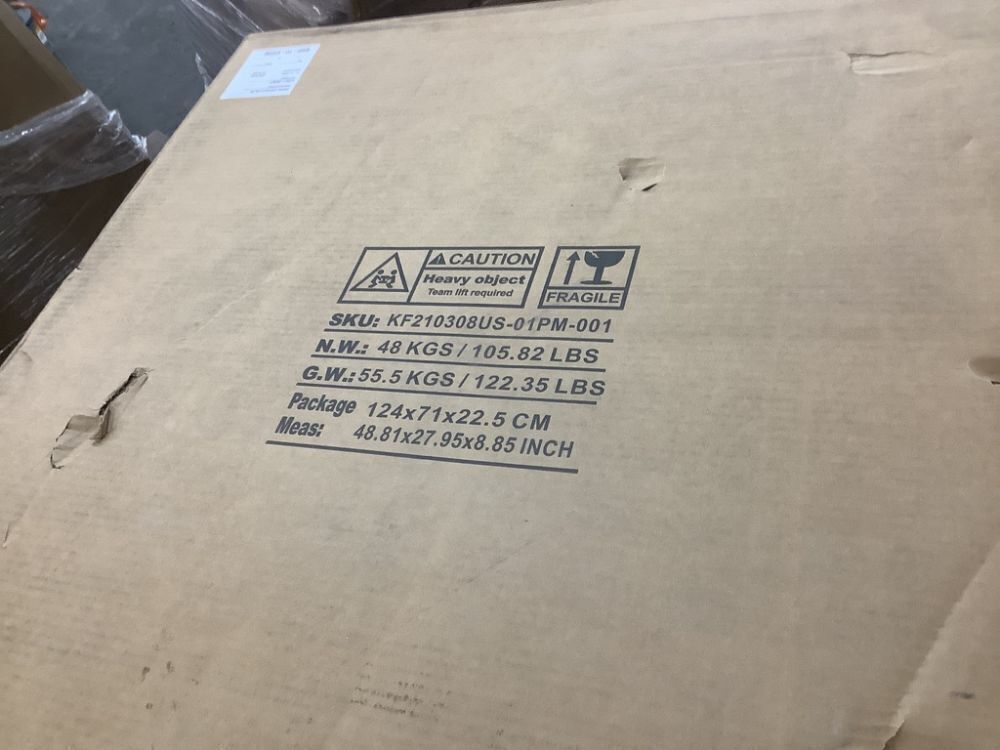 CAUTION
Heavy object
Team lift required
FRAGILE
SKU: KF210308US-01PM-001
N.W.: 48 KGS / 105.82 LBS
G.W.: 55.5 KGS / 122.35 LBS
Package 124x71x22.5 CM
Meas: 48.81x27.95x8.85 INCH